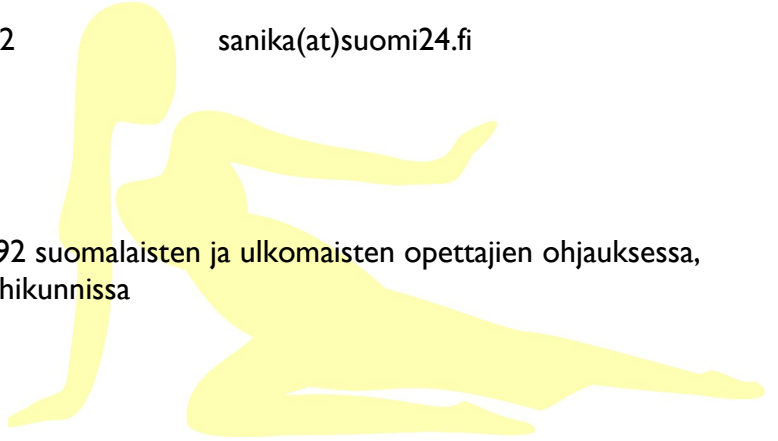 2 sanika(at)suomi24.fi
92 suomalaisten ja ulkomaisten opettajien ohjauksessa,
hikunnissa